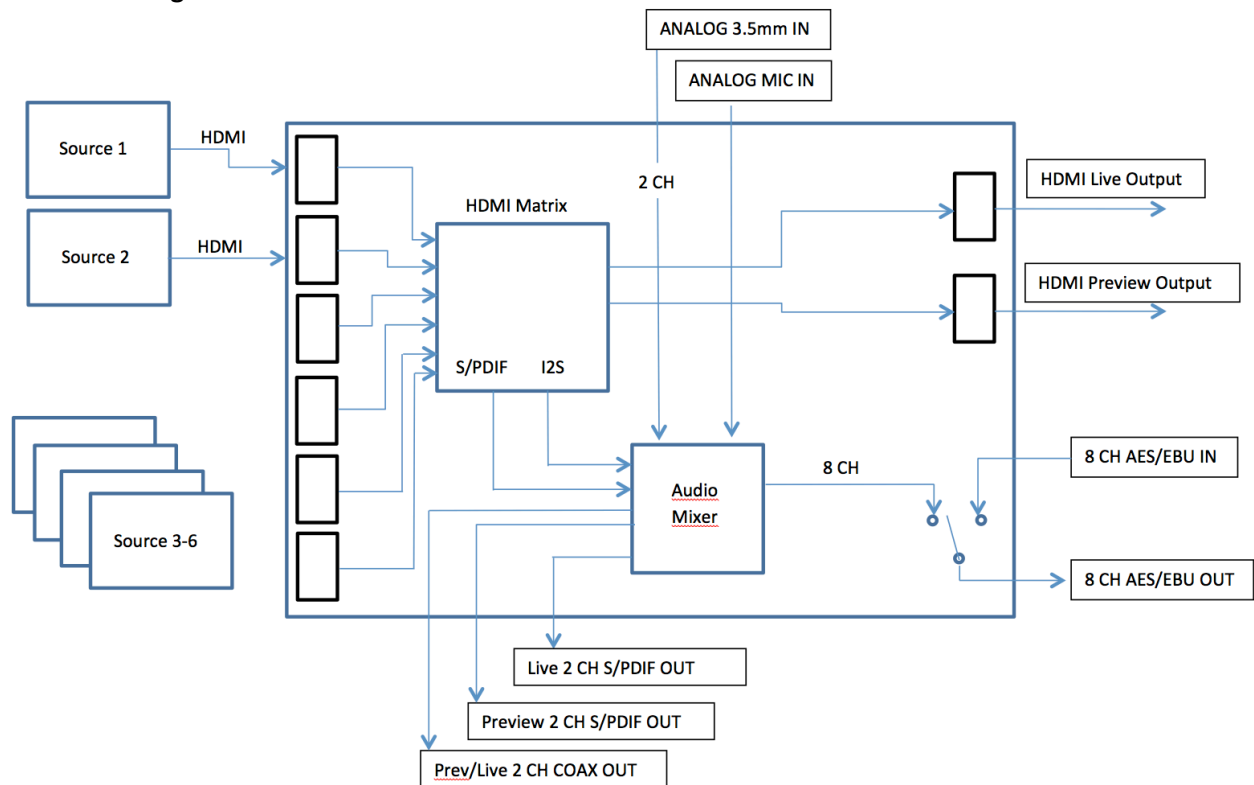 ANALOG 3.5mm IN
ANALOG MIC IN
Source 1
HDMI
2 CH
HDMI Live Output
HDMI Matrix
Source 2
HDMI
HDMI Preview Output
S/PDIF I2S
8 CH AES/EBU IN
8 CH
Audio
Mixer
Source 3-6
8 CH AES/EBU OUT
Live 2 CH S/PDIF OUT
Preview 2 CH S/PDIF OUT
Prev/Live 2 CH COAX OUT